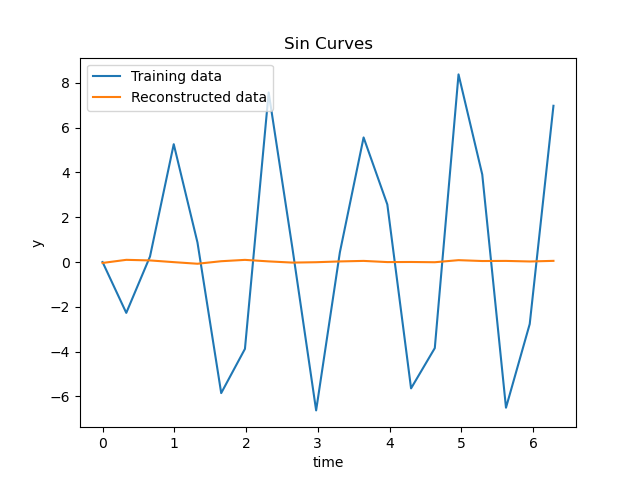 Sin Curves
Training data
Reconstructed data
8
6
4
2
0
−2
−4
−6
y
0 1 2 3 4 5 6
time